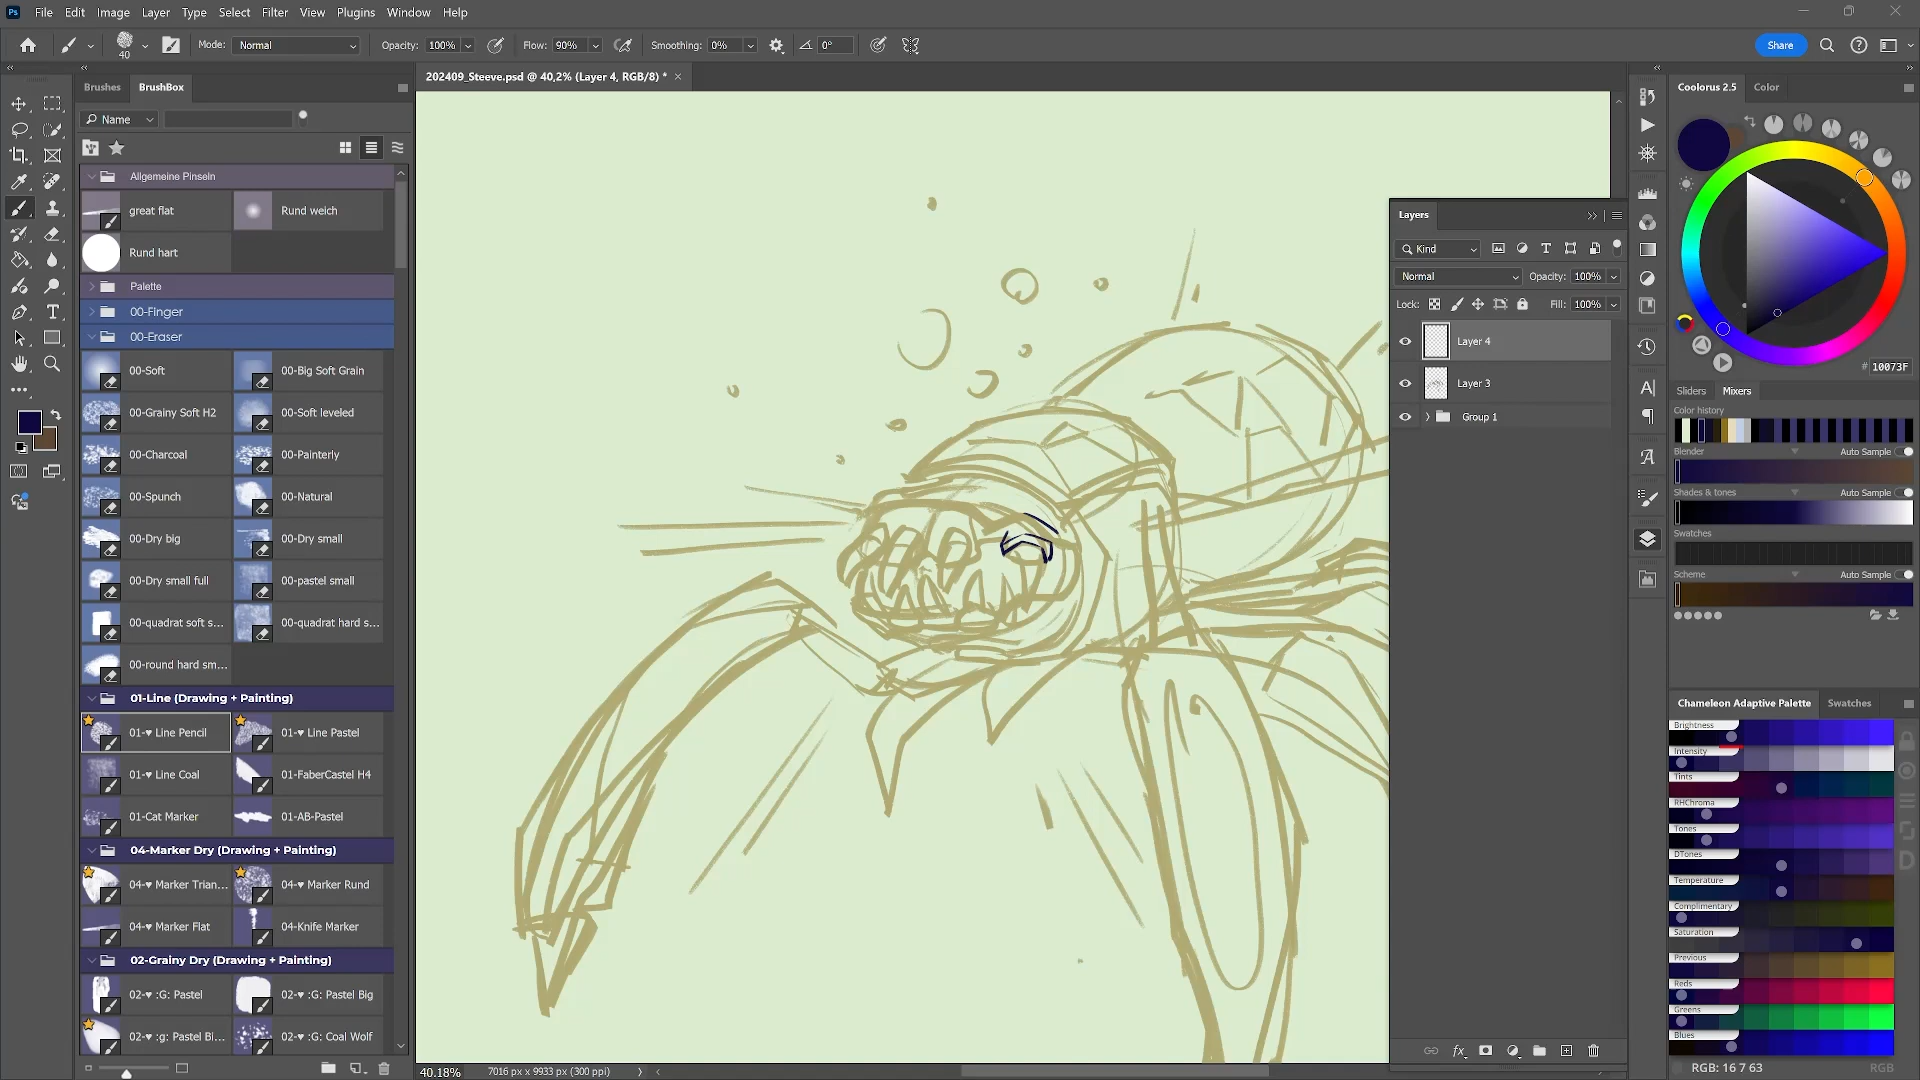 Ps File Edit Image Layer Type Select Filter View Plugins Window Help
40 Mode: Normal Opacity: 100% Flow: 90% Smoothing: 0% 0° Share
Brushes BrushBox
202409_Steeve.psd @ 40,2% (Layer 4, RGB/8) *
Name
Allgemeine Pinseln
great flat Rund weich
Rund hart
Palette
00-Finger
00-Eraser
00-Soft 00-Big Soft Grain
00-Grainy Soft H2 00-Soft leveled
00-Charcoal 00-Painterly
00-Spunch 00-Natural
00-Dry big 00-Dry small
00-Dry small full 00-pastel small
00-quadrat soft s... 00-quadrat hard s...
00-round hard sm...
01-Line (Drawing + Painting)
01-♥ Line Pencil 01-♥ Line Pastel
01-♥ Line Coal 01-FaberCastel H4
01-Cat Marker 01-AB-Pastel
04-Marker Dry (Drawing + Painting)
04-♥ Marker Trian... 04-♥ Marker Rund
04-♥ Marker Flat 04-Knife Marker
02-Grainy Dry (Drawing + Painting)
02-♥ :G: Pastel 02-♥ :G: Pastel Big
02-♥ :g: Pastel Bi... 02-♥ :G: Coal Wolf
40.18% 7016 px x 9933 px (300 ppi)
Layers
Kind
Normal Opacity: 100%
Lock: Fill: 100%
Layer 4
Layer 3
Group 1
fx
Coolorus 2.5 Color
# 10073F
Sliders Mixers
Color history
Blender Auto Sample
Shades & tones Auto Sample
Swatches
Scheme Auto Sample
Chameleon Adaptive Palette Swatches
Brightness
Intensity
Tints
RHChroma
Tones
DTones
Temperature
Complimentary
Saturation
Previous
Reds
Greens
Blues
RGB: 16 7 63 RGB